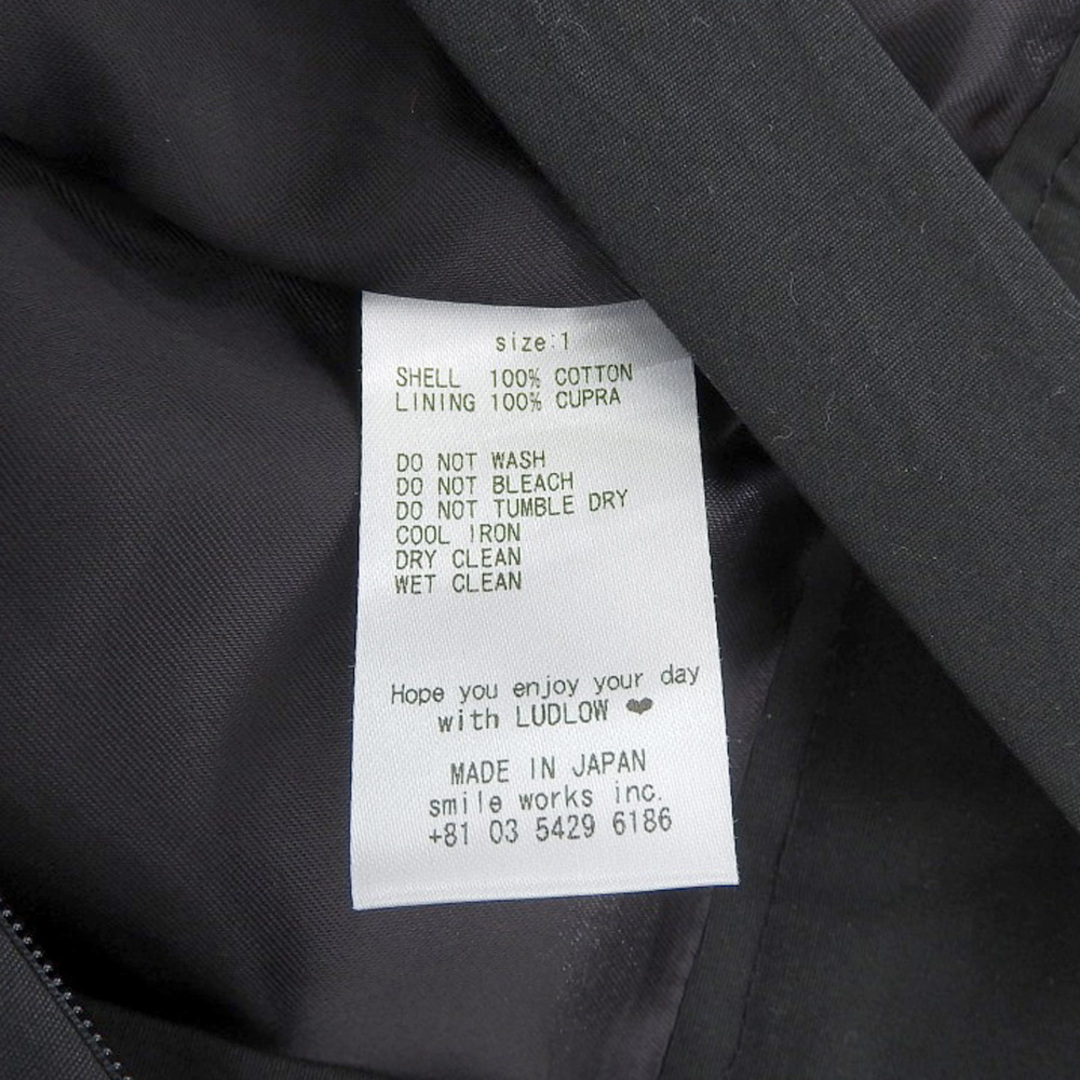 size:1
SHELL 100% COTTON
LINING 100% CUPRA
DO NOT WASH
DO NOT BLEACH
DO NOT TUMBLE DRY
COOL IRON
DRY CLEAN
WET CLEAN
Hope you enjoy your day
with LUDLOW ❤
MADE IN JAPAN
smile works inc.
+81 03 5429 6186